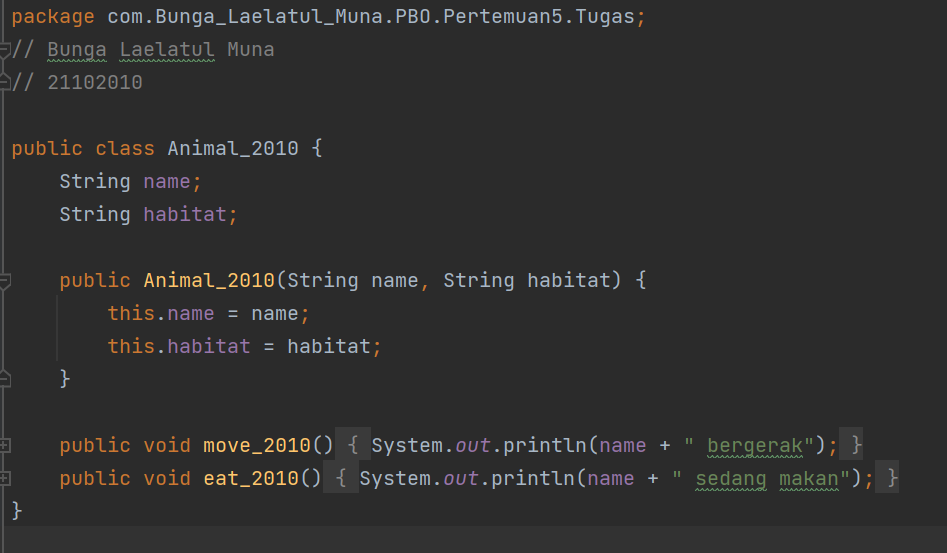 package com.Bunga_Laelatul_Muna.PBO.Pertemuan5.Tugas;
// Bunga Laelatul Muna
// 21102010
public class Animal_2010 {
String name;
String habitat;
public Animal_2010(String name, String habitat) {
this.name = name;
this.habitat = habitat;
}
public void move_2010() { System.out.println(name + " bergerak"); }
public void eat_2010() { System.out.println(name + " sedang makan"); }
}